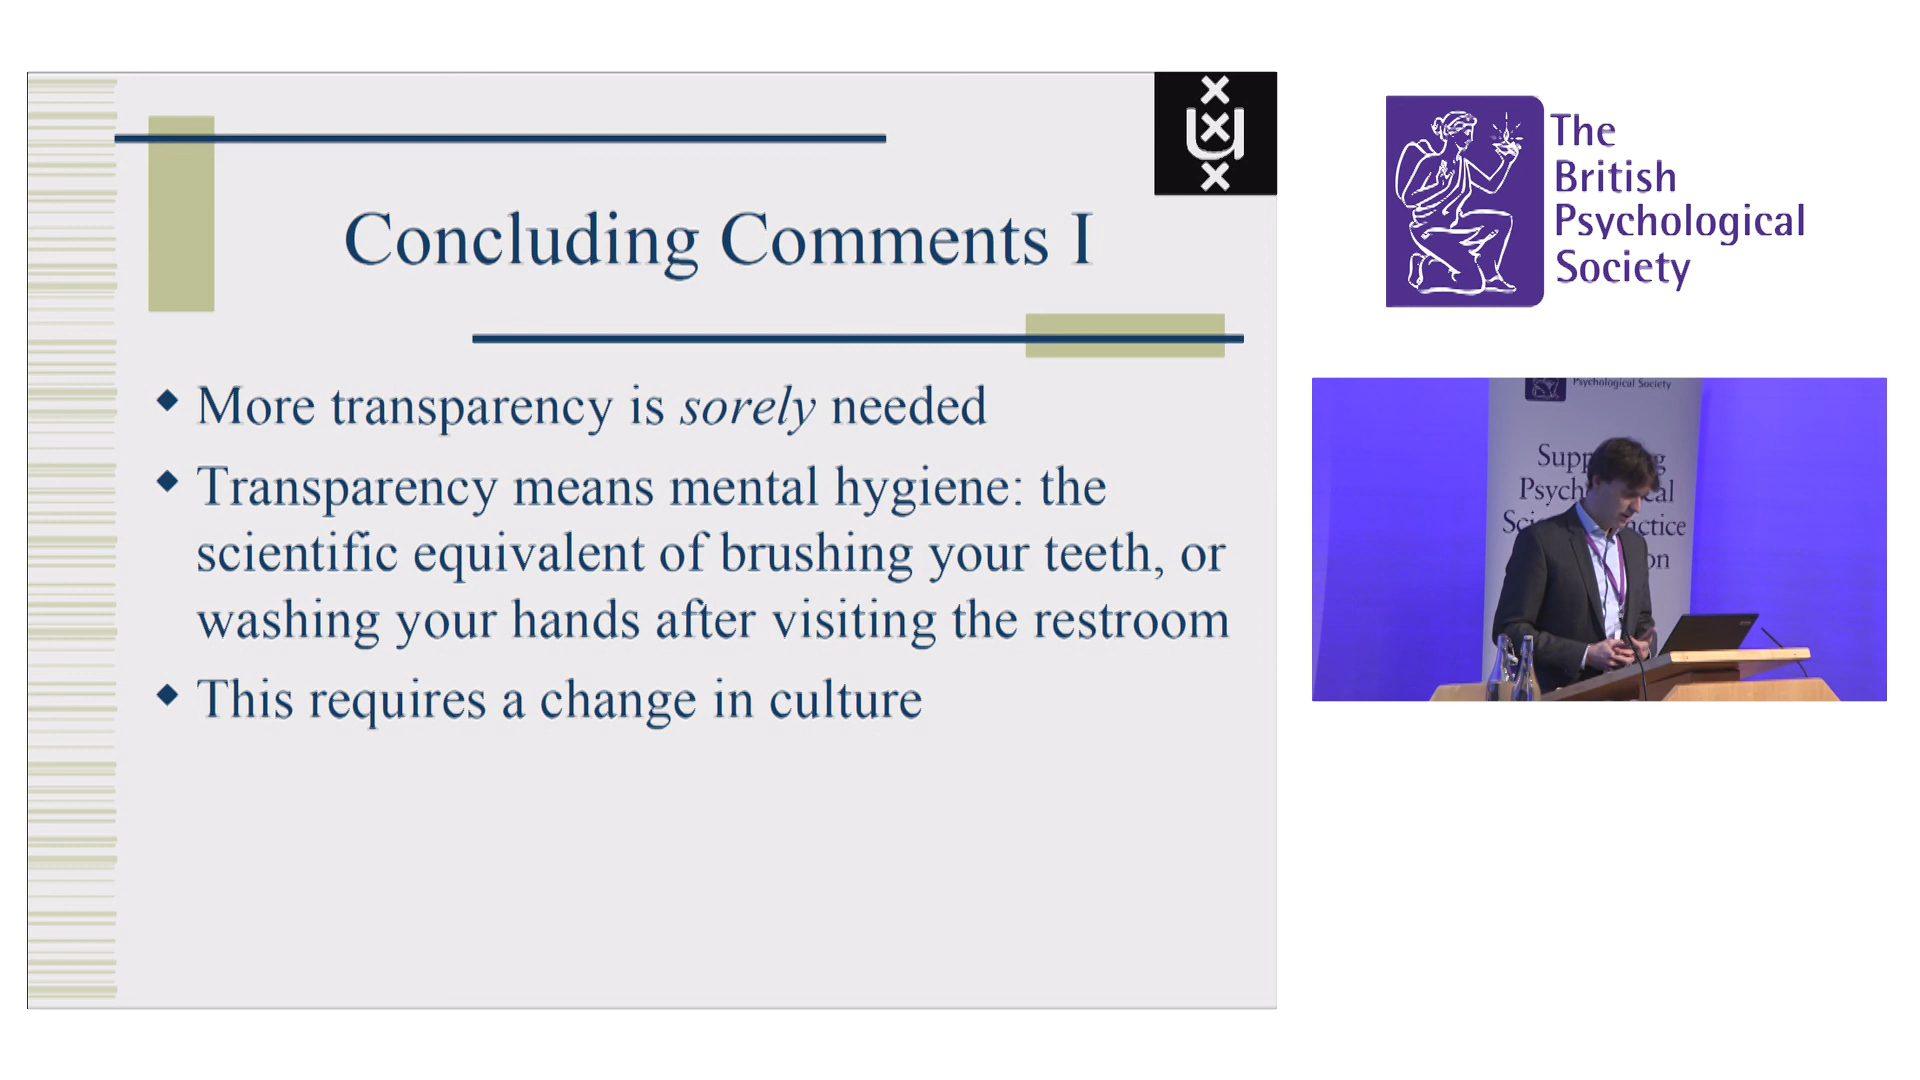 Concluding Comments I
More transparency is sorely needed
Transparency means mental hygiene: the
scientific equivalent of brushing your teeth, or
washing your hands after visiting the restroom
This requires a change in culture
The
British
Psychological
Society
Psychological Society